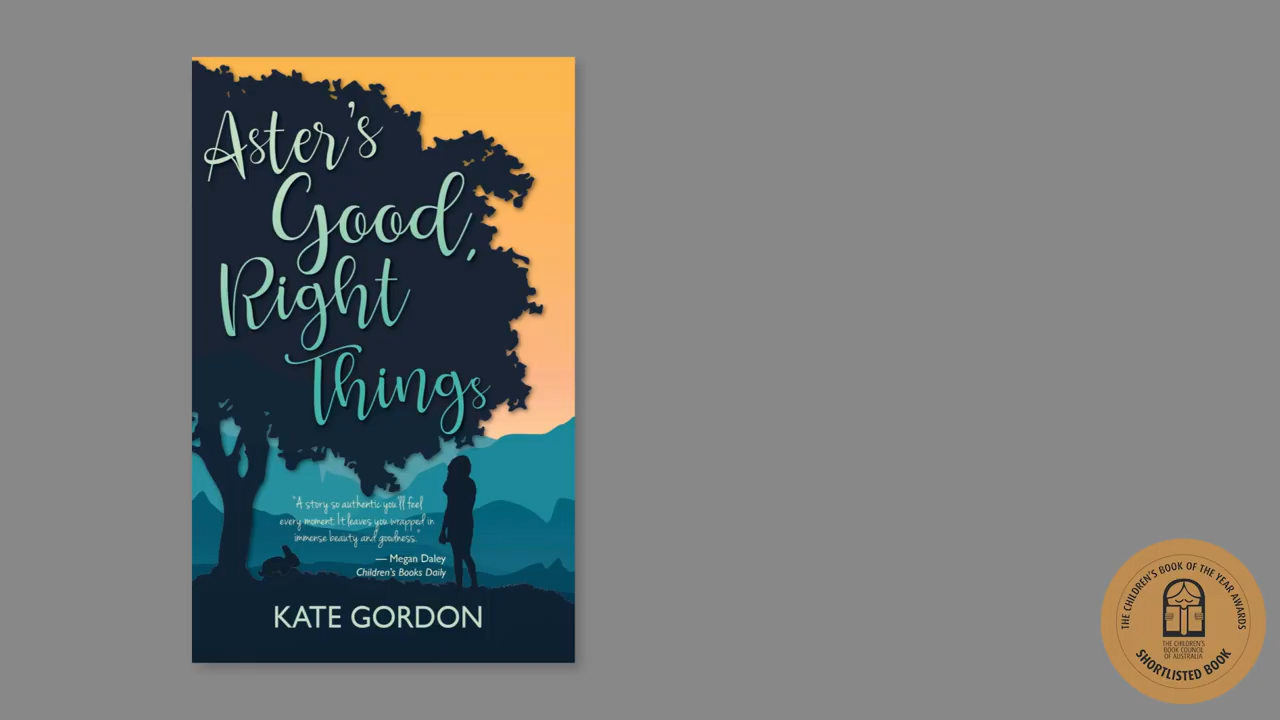 Aster's
Good,
Right
Things
"A story so authentic you'll feel
every moment. It leaves you wrapped in
immense beauty and goodness."
— Megan Daley
Children's Books Daily
KATE GORDON
THE CHILDREN'S BOOK OF THE YEAR AWARDS
THE CHILDREN'S
BOOK COUNCIL
OF AUSTRALIA
SHORTLISTED BOOK